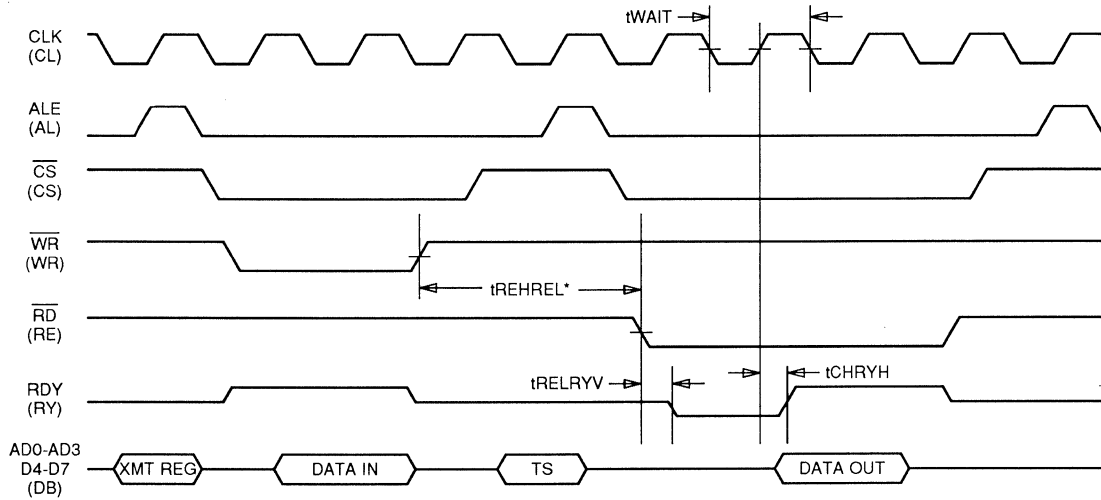 tWAIT
CLK
(CL)
ALE
(AL)
CS
(CS)
WR
(WR)
tREHREL*
RD
(RE)
tRELRYV
tCHRYH
RDY
(RY)
AD0-AD3
D4-D7
(DB)
XMT REG
DATA IN
TS
DATA OUT